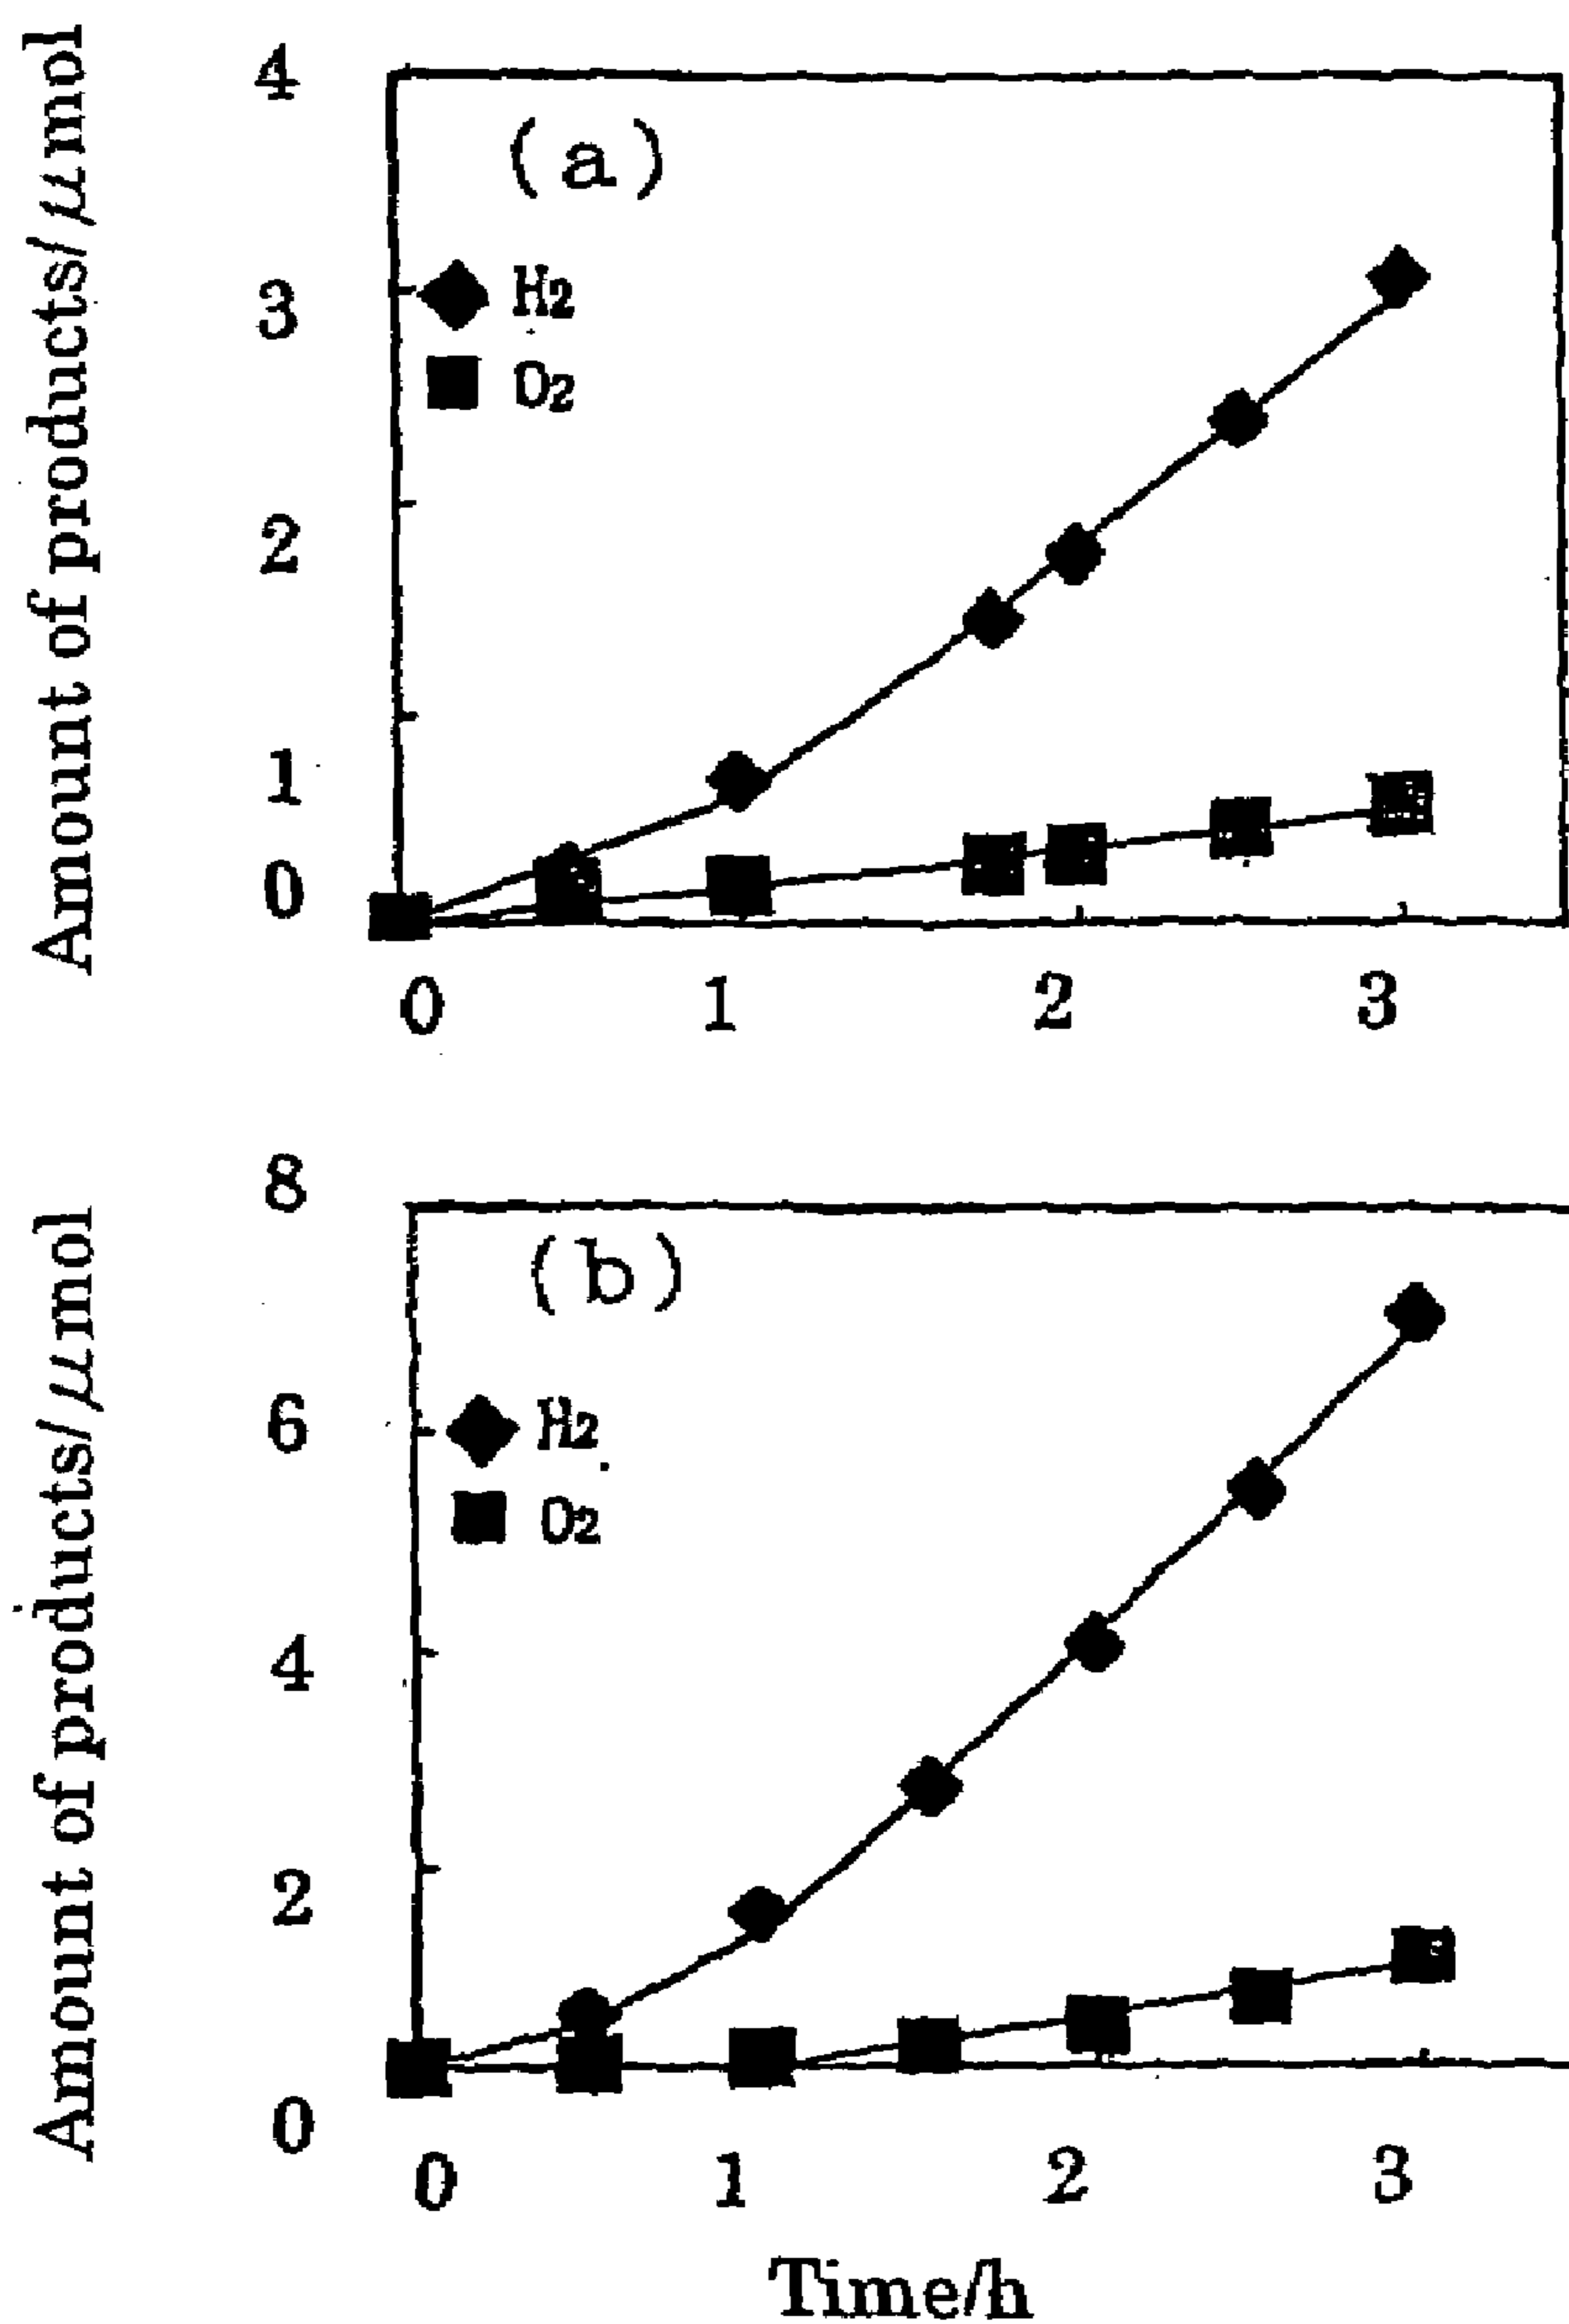 Amount of products/μmol
4
(a)
3
H₂
O₂
2
1
0
0 1 2 3
Amount of products/μmol
8
(b)
6
H₂
O₂
4
2
0
0 1 2 3
Time/h